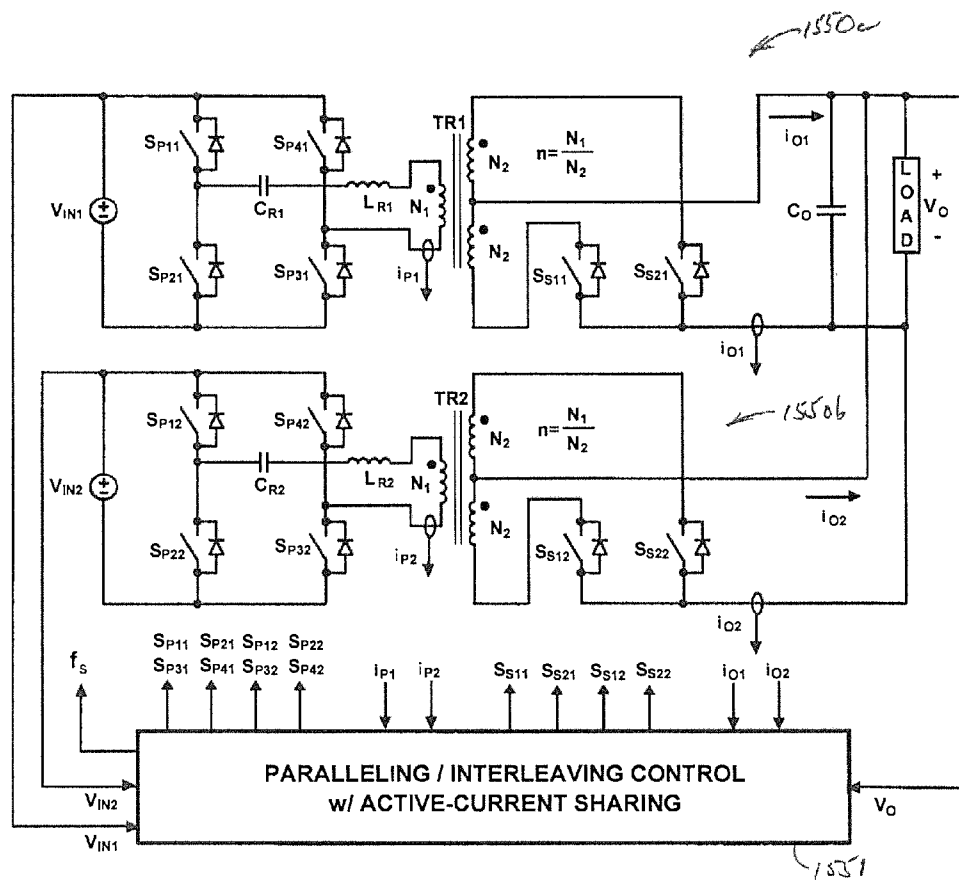 1550a
TR1
SP11
SP41
N2
n=N1/N2
iO1
VIN1
CR1
LR1
N1
CO
LOAD
+
VO
-
SP21
SP31
iP1
N2
SS11
SS21
iO1
TR2
1550b
SP12
SP42
N2
n=N1/N2
VIN2
CR2
LR2
N1
iO2
SP22
SP32
iP2
N2
SS12
SS22
iO2
fS
SP11 SP21 SP12 SP22
SP31 SP41 SP32 SP42
iP1 iP2
SS11 SS21 SS12 SS22
iO1 iO2
PARALLELING / INTERLEAVING CONTROL
w/ ACTIVE-CURRENT SHARING
VIN2
VIN1
VO
1551